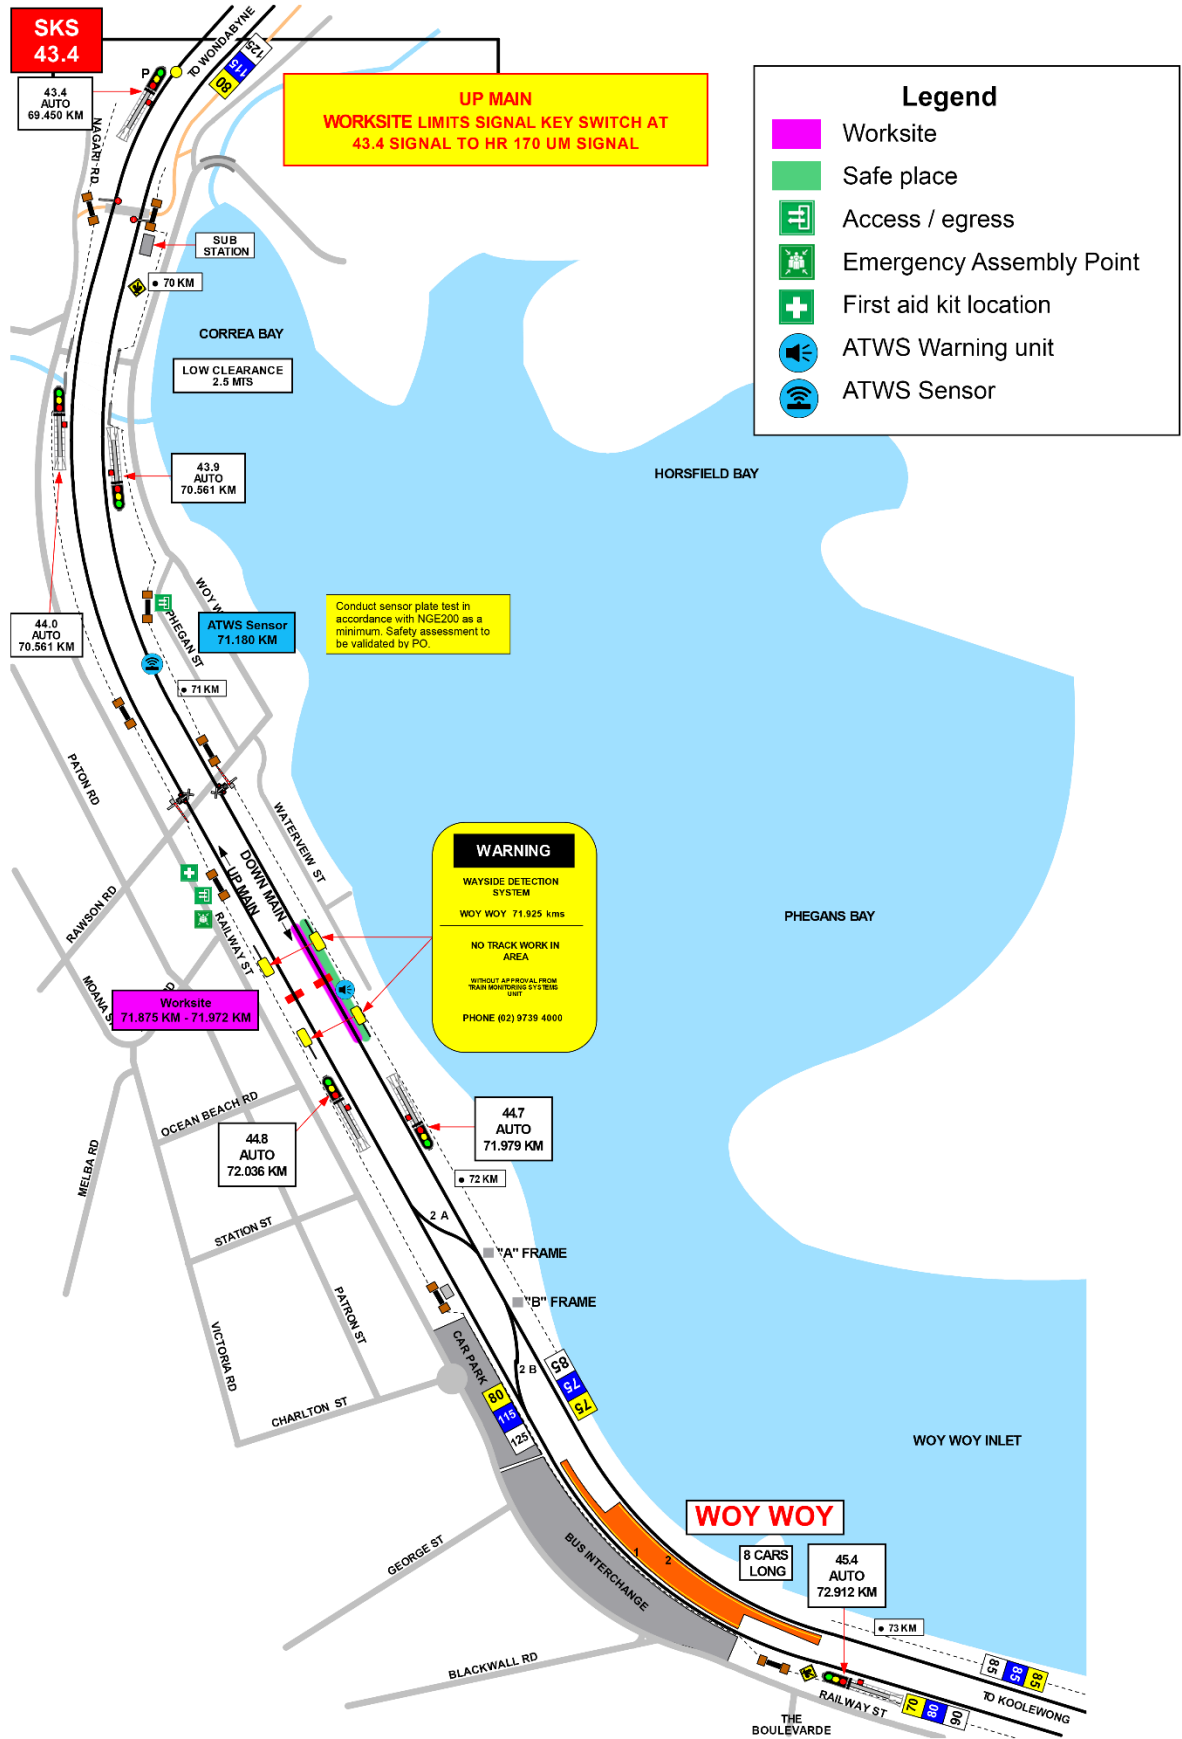 SKS
43.4
43.4
AUTO
69.450 KM
P
TO WONDABYNE
125
115
80
UP MAIN
WORKSITE LIMITS SIGNAL KEY SWITCH AT
43.4 SIGNAL TO HR 170 UM SIGNAL
Legend
Worksite
Safe place
Access / egress
Emergency Assembly Point
First aid kit location
ATWS Warning unit
ATWS Sensor
NAGARI RD
SUB
STATION
70 KM
CORREA BAY
LOW CLEARANCE
2.5 MTS
43.9
AUTO
70.561 KM
HORSFIELD BAY
44.0
AUTO
70.561 KM
WOY W
PHEGAN ST
ATWS Sensor
71.180 KM
Conduct sensor plate test in
accordance with NGE200 as a
minimum. Safety assessment to
be validated by PO.
71 KM
PATON RD
WATERVEIW ST
DOWN MAIN
UP MAIN
RAWSON RD
RAILWAY ST
MOANA ST
RD
WARNING
WAYSIDE DETECTION
SYSTEM
WOY WOY 71.925 kms
NO TRACK WORK IN
AREA
WITHOUT APPROVAL FROM
TRAIN MONITORING SYSTEMS
UNIT
PHONE (02) 9739 4000
PHEGANS BAY
Worksite
71.875 KM - 71.972 KM
OCEAN BEACH RD
44.8
AUTO
72.036 KM
44.7
AUTO
71.979 KM
72 KM
MELBA RD
STATION ST
2 A
"A" FRAME
"B" FRAME
PATRON ST
VICTORIA RD
CAR PARK
2 B
85
75
75
80
115
125
CHARLTON ST
WOY WOY INLET
WOY WOY
8 CARS
LONG
45.4
AUTO
72.912 KM
1
2
GEORGE ST
BUS INTERCHANGE
73 KM
BLACKWALL RD
85
85
85
TO KOOLEWONG
RAILWAY ST
70
80
90
THE
BOULEVARDE